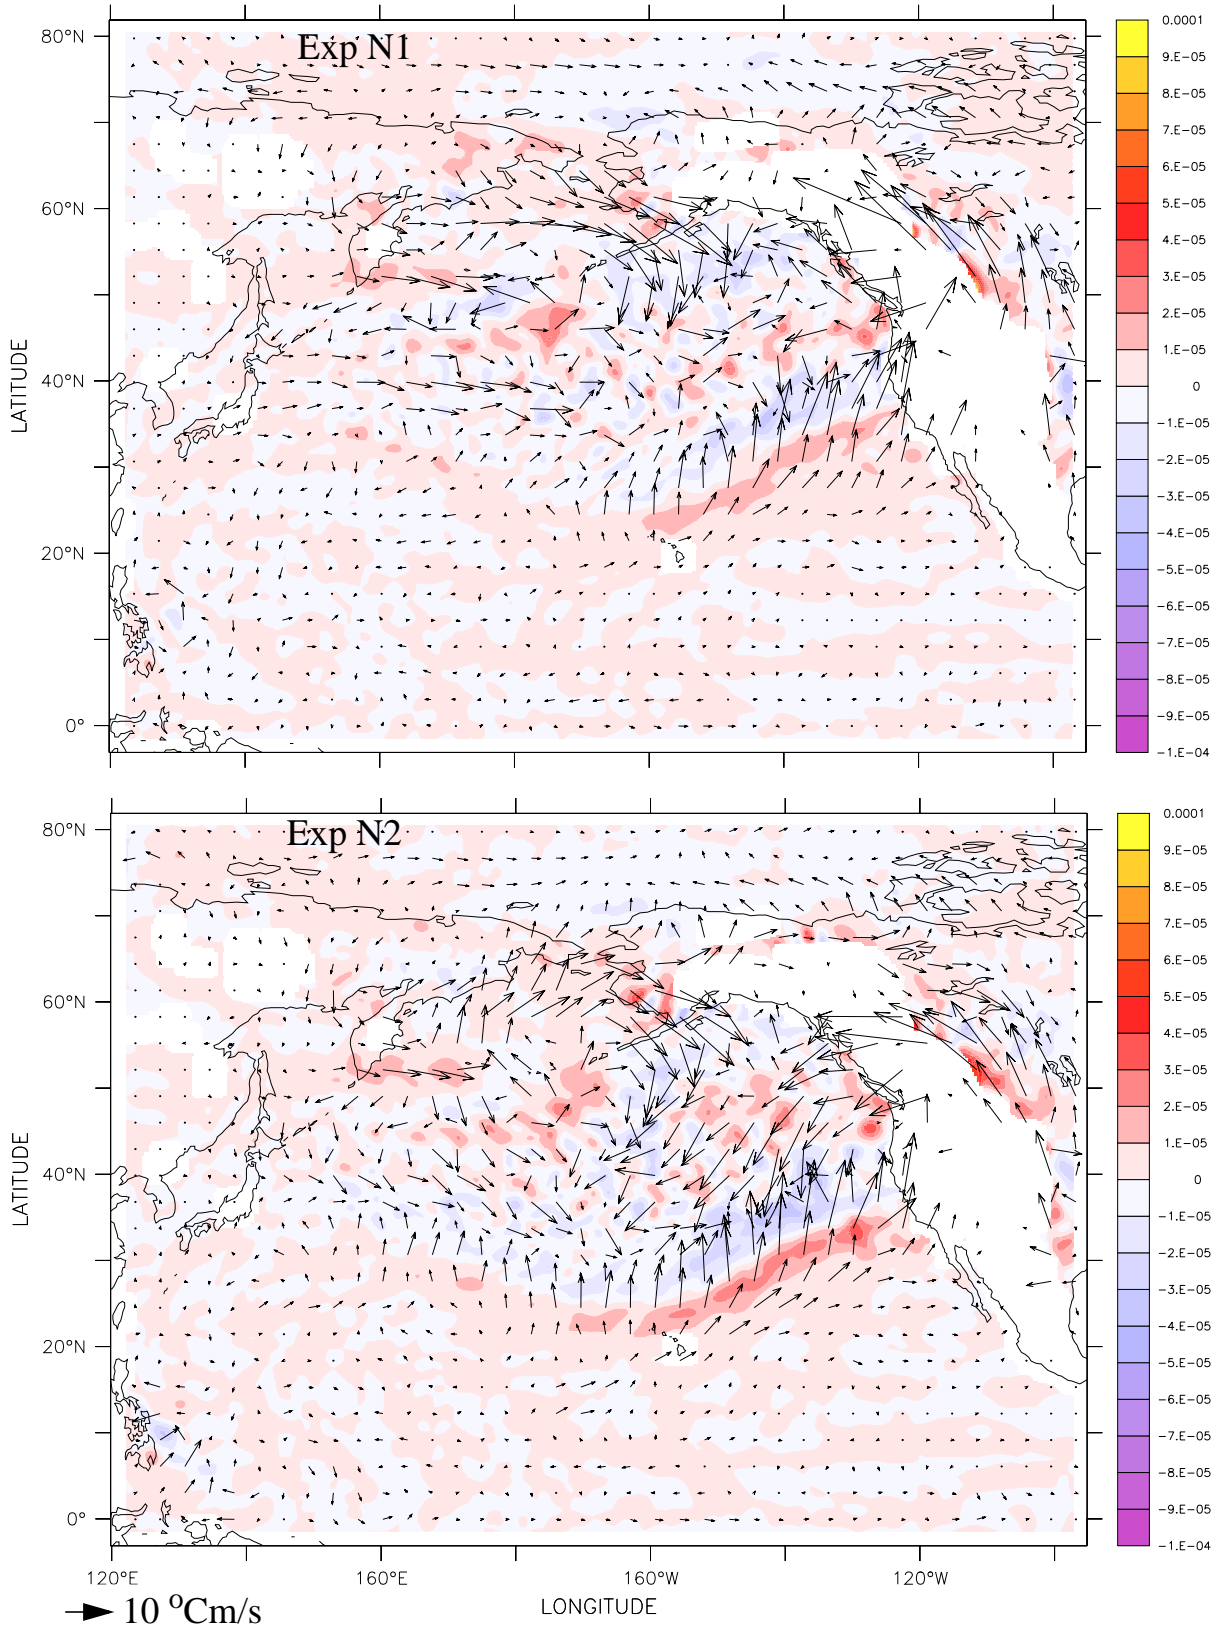 Exp N1
80°N
60°N
40°N
20°N
0°
LATITUDE
0.0001
9.E-05
8.E-05
7.E-05
6.E-05
5.E-05
4.E-05
3.E-05
2.E-05
1.E-05
0
-1.E-05
-2.E-05
-3.E-05
-4.E-05
-5.E-05
-6.E-05
-7.E-05
-8.E-05
-9.E-05
-1.E-04
Exp N2
80°N
60°N
40°N
20°N
0°
LATITUDE
0.0001
9.E-05
8.E-05
7.E-05
6.E-05
5.E-05
4.E-05
3.E-05
2.E-05
1.E-05
0
-1.E-05
-2.E-05
-3.E-05
-4.E-05
-5.E-05
-6.E-05
-7.E-05
-8.E-05
-9.E-05
-1.E-04
120°E 160°E 160°W 120°W
LONGITUDE
10 °Cm/s